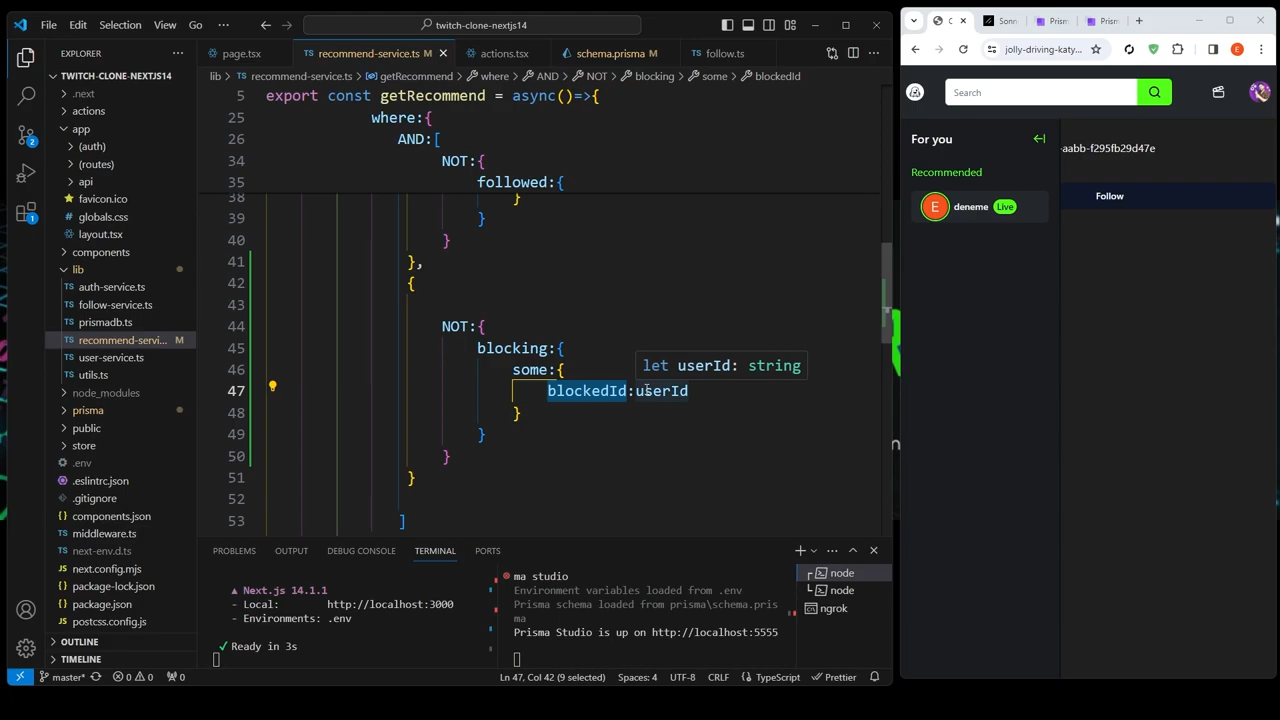 File Edit Selection View Go ··· twitch-clone-nextjs14
EXPLORER ···
TWITCH-CLONE-NEXTJS14
.next
actions
app
(auth)
(routes)
api
favicon.ico
globals.css
layout.tsx
components
lib
auth-service.ts
follow-service.ts
prismadb.ts
recommend-servi... M
user-service.ts
utils.ts
node_modules
prisma
public
store
.env
.eslintrc.json
.gitignore
components.json
middleware.ts
next-env.d.ts
next.config.mjs
package-lock.json
package.json
postcss.config.js
OUTLINE
TIMELINE
2
1
page.tsx recommend-service.ts M actions.tsx schema.prisma M follow.ts
lib > recommend-service.ts > getRecommend > where > AND > NOT > blocking > some > blockedId
5 export const getRecommend = async()=>{
25 where:{
26 AND:[
34 NOT:{
35 followed:{
38 }
39 }
40 }
41 },
42 {
43
44 NOT:{
45 blocking:{
46 some:{
47 blockedId:userId
48 }
49 }
50 }
51 }
52
53 ]
let userId: string
PROBLEMS OUTPUT DEBUG CONSOLE TERMINAL PORTS
▲ Next.js 14.1.1
- Local: http://localhost:3000
- Environments: .env
✓ Ready in 3s
ma studio
Environment variables loaded from .env
Prisma schema loaded from prisma\schema.pris
ma
Prisma Studio is up on http://localhost:5555
node
node
ngrok
master* 0 0 0 Ln 47, Col 42 (9 selected) Spaces: 4 UTF-8 CRLF TypeScript Prettier
C Sonn Prism Prism
jolly-driving-katy...
E
Search
For you
Recommended
E deneme Live
-aabb-f295fb29d47e
Follow